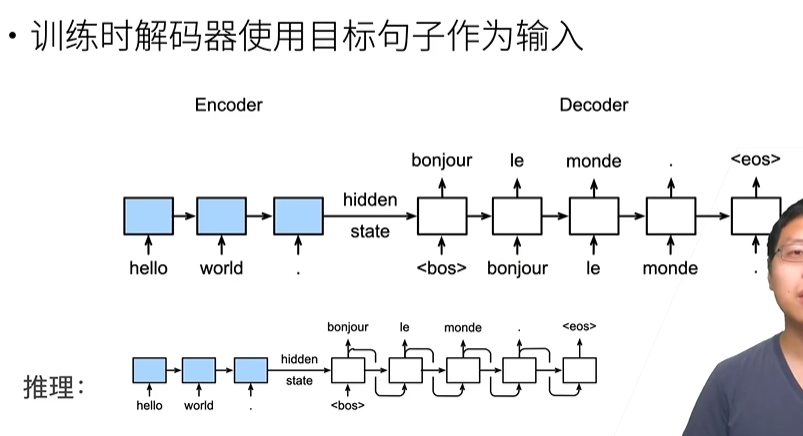 • 训练时解码器使用目标句子作为输入
Encoder Decoder
bonjour le monde . <eos>
hidden
state
hello world . <bos> bonjour le monde .
bonjour le monde . <eos>
hidden
推理：
state
hello world . <bos>